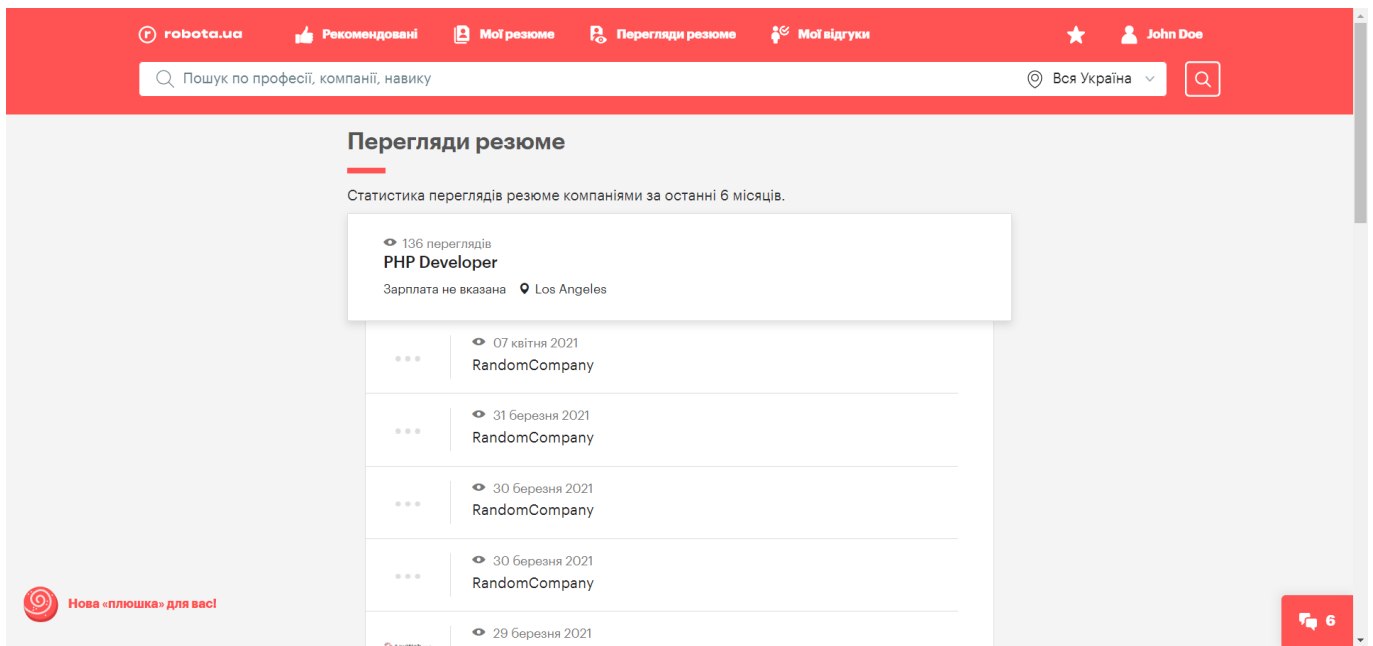 robota.ua Рекомендовані Мої резюме Перегляди резюме Мої відгуки John Doe
Пошук по професії, компанії, навику Вся Україна
Перегляди резюме
Статистика переглядів резюме компаніями за останні 6 місяців.
136 переглядів
PHP Developer
Зарплата не вказана Los Angeles
07 квітня 2021
RandomCompany
31 березня 2021
RandomCompany
30 березня 2021
RandomCompany
30 березня 2021
RandomCompany
29 березня 2021
Нова «плюшка» для вас!
6